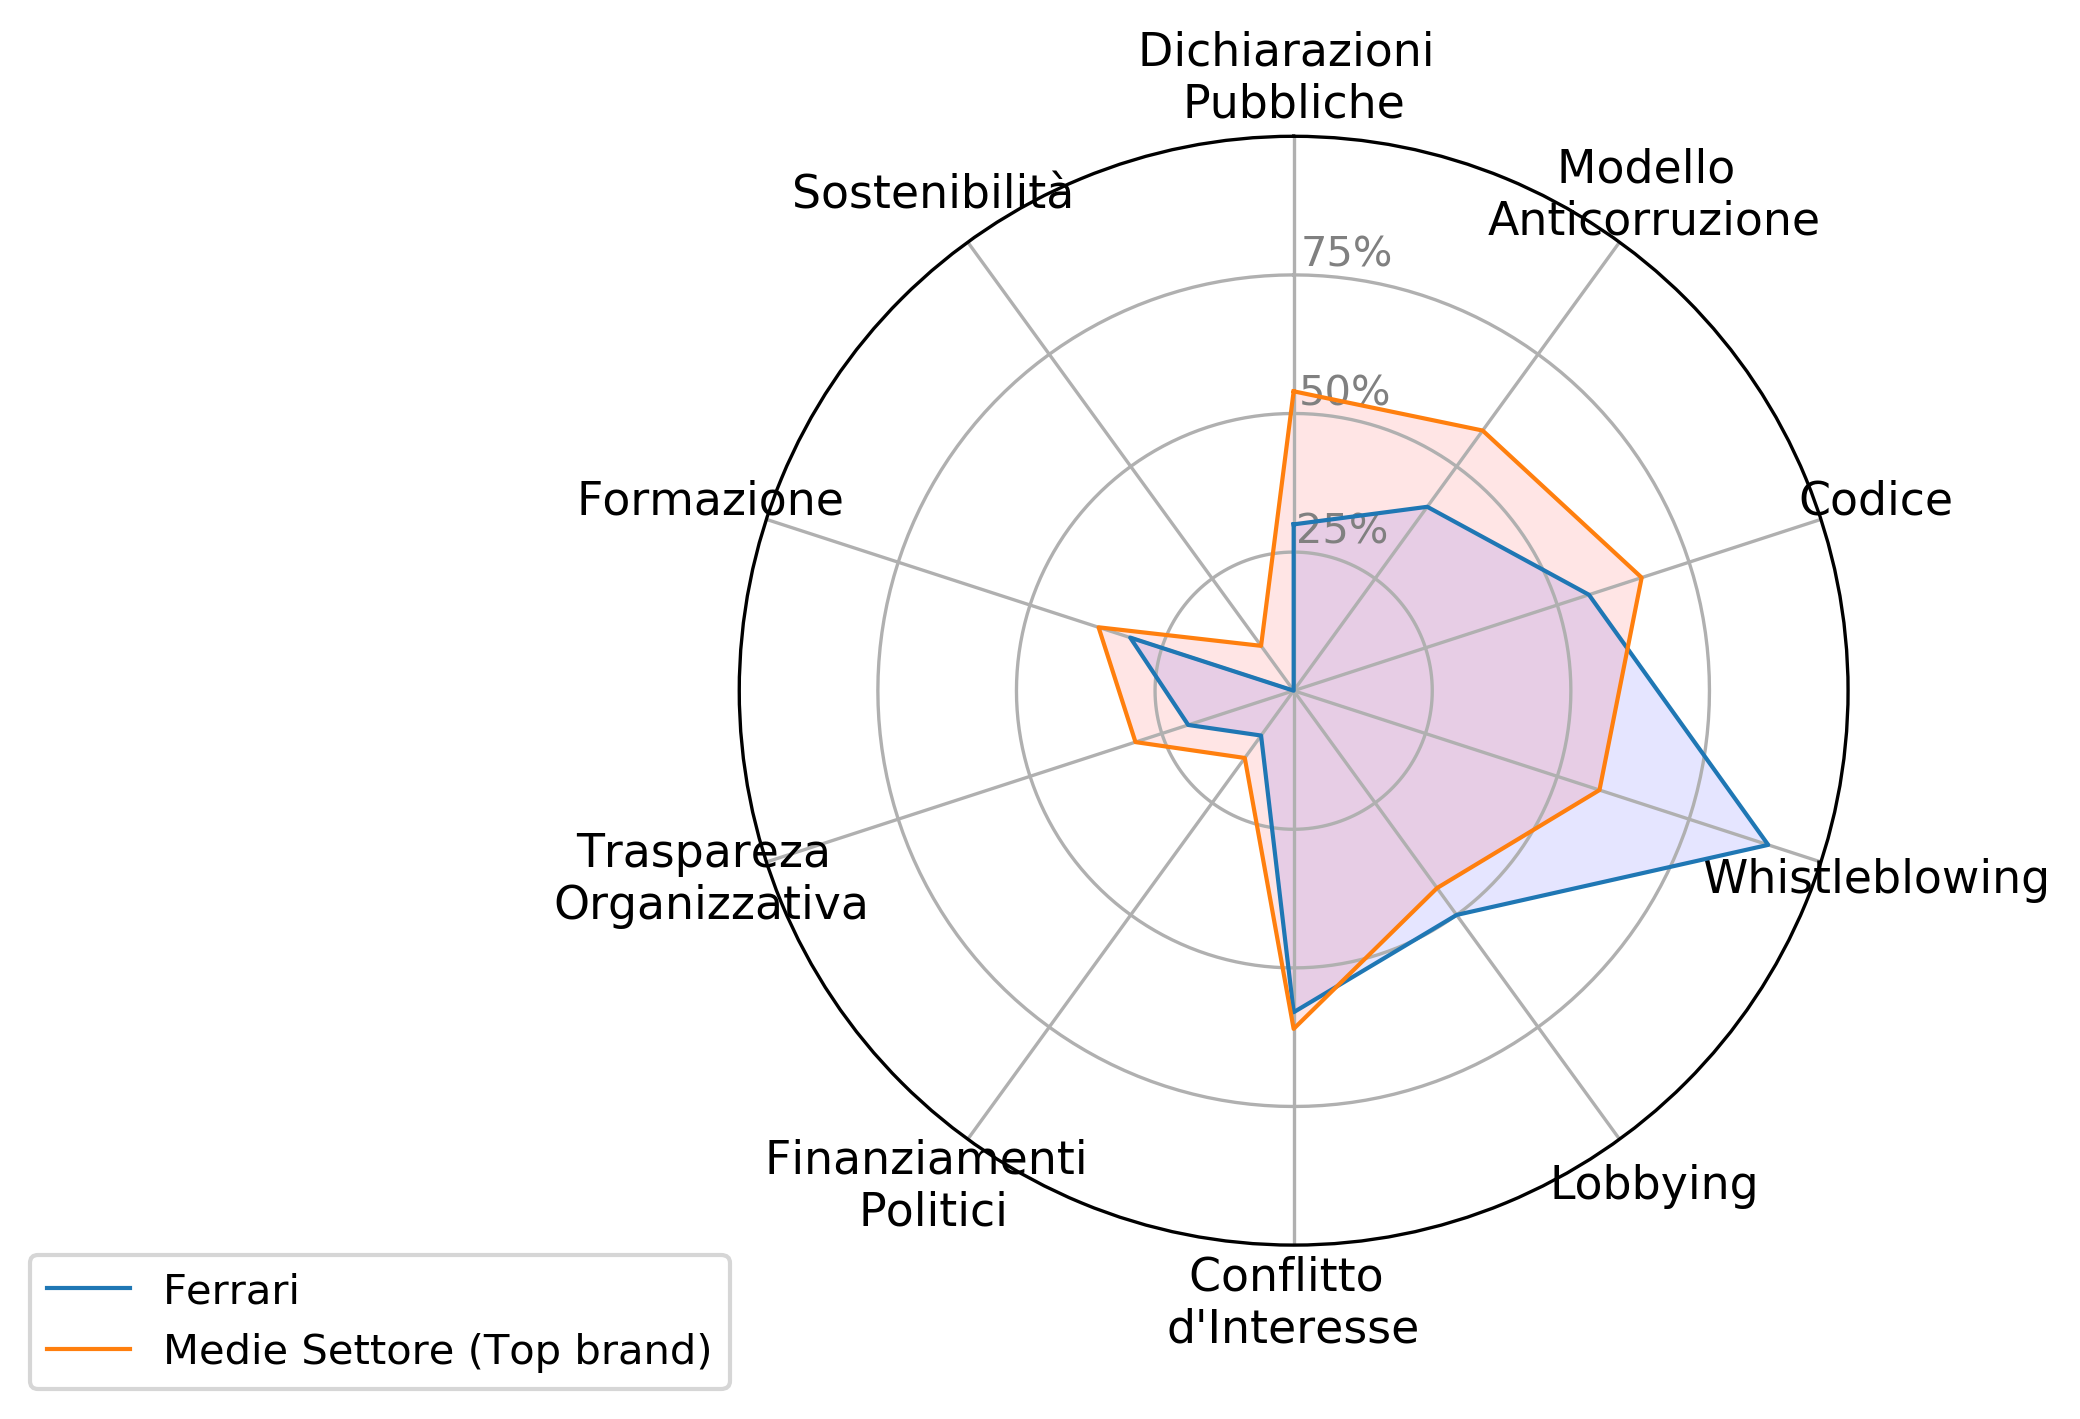 Dichiarazioni
Pubbliche
Modello
Anticorruzione
Sostenibilità
75%
50%
25%
Formazione
Codice
Traspareza
Organizzativa
Whistleblowing
Finanziamenti
Politici
Lobbying
Conflitto
d'Interesse
Ferrari
Medie Settore (Top brand)